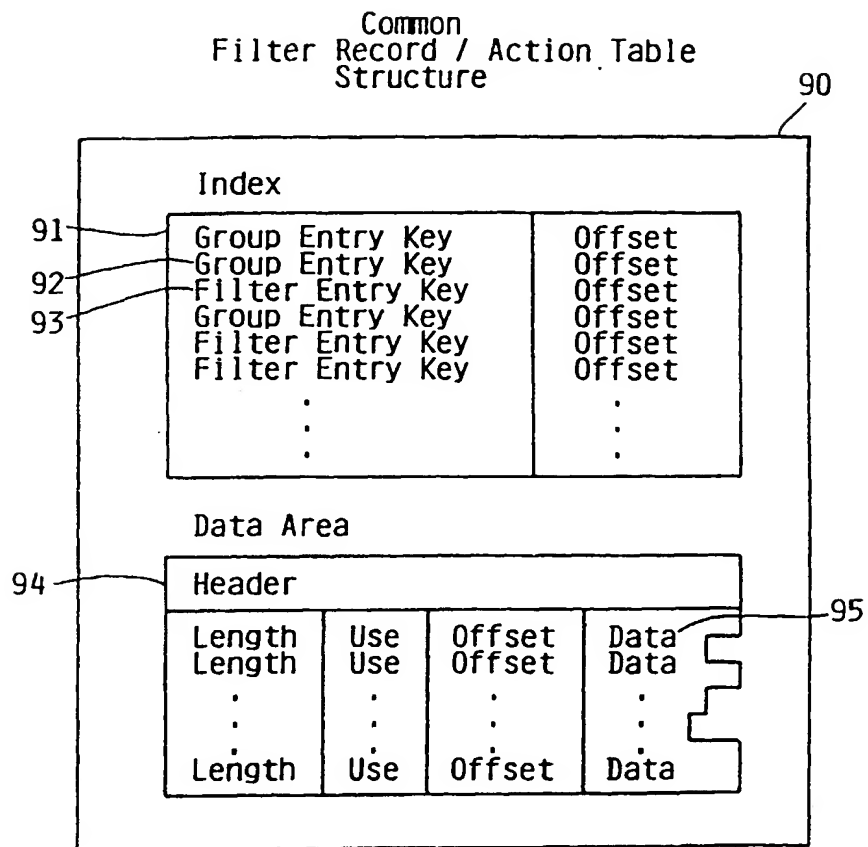 Common
Filter Record / Action Table
Structure
90
Index
91
Group Entry Key Offset
92
Group Entry Key Offset
93
Filter Entry Key Offset
Group Entry Key Offset
Filter Entry Key Offset
Filter Entry Key Offset
Data Area
94
Header
95
Length Use Offset Data
Length Use Offset Data
Length Use Offset Data